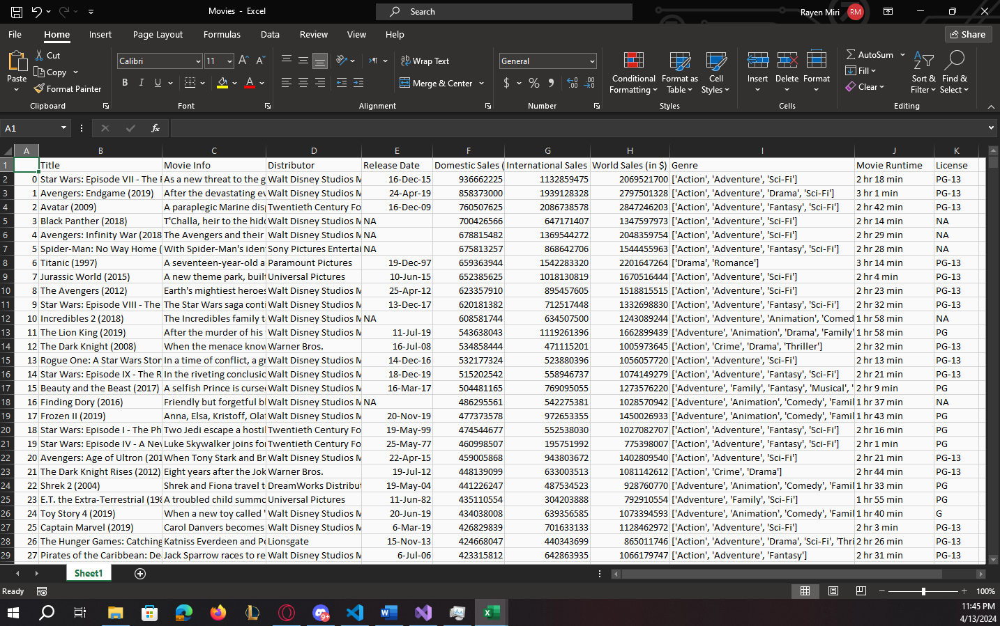 Movies - Excel
Search
Rayen Miri
RM
File Home Insert Page Layout Formulas Data Review View Help
Share
Paste
Cut
Copy
Format Painter
Clipboard
Calibri 11
B I U
A A
Font
Wrap Text
Merge & Center
Alignment
General
$ % 9
Number
Conditional Formatting
Format as Table
Cell Styles
Styles
Insert Delete Format
Cells
AutoSum
Fill
Clear
Sort & Filter
Find & Select
Editing
A1
fx
A B C D E F G H I J K
1 Title Movie Info Distributor Release Date Domestic Sales ( International Sales World Sales (in $) Genre Movie Runtime License
2 0 Star Wars: Episode VII - The As a new threat to the g Walt Disney Studios M 16-Dec-15 936662225 1132859475 2069521700 ['Action', 'Adventure', 'Sci-Fi'] 2 hr 18 min PG-13
3 1 Avengers: Endgame (2019) After the devastating ev Walt Disney Studios M 24-Apr-19 858373000 1939128328 2797501328 ['Action', 'Adventure', 'Drama', 'Sci-Fi'] 3 hr 1 min PG-13
4 2 Avatar (2009) A paraplegic Marine disp Twentieth Century Fo 16-Dec-09 760507625 2086738578 2847246203 ['Action', 'Adventure', 'Fantasy', 'Sci-Fi'] 2 hr 42 min PG-13
5 3 Black Panther (2018) T'Challa, heir to the hidd Walt Disney Studios M NA 700426566 647171407 1347597973 ['Action', 'Adventure', 'Sci-Fi'] 2 hr 14 min NA
6 4 Avengers: Infinity War (2018 The Avengers and their Walt Disney Studios M NA 678815482 1369544272 2048359754 ['Action', 'Adventure', 'Sci-Fi'] 2 hr 29 min NA
7 5 Spider-Man: No Way Home ( With Spider-Man's iden Sony Pictures Entertai NA 675813257 868642706 1544455963 ['Action', 'Adventure', 'Fantasy', 'Sci-Fi'] 2 hr 28 min NA
8 6 Titanic (1997) A seventeen-year-old a Paramount Pictures 19-Dec-97 659363944 1542283320 2201647264 ['Drama', 'Romance'] 3 hr 14 min PG-13
9 7 Jurassic World (2015) A new theme park, buil Universal Pictures 10-Jun-15 652385625 1018130819 1670516444 ['Action', 'Adventure', 'Sci-Fi'] 2 hr 4 min PG-13
10 8 The Avengers (2012) Earth's mightiest heroes Walt Disney Studios M 25-Apr-12 623357910 895457605 1518815515 ['Action', 'Adventure', 'Sci-Fi'] 2 hr 23 min PG-13
11 9 Star Wars: Episode VIII - The The Star Wars saga conti Walt Disney Studios M 13-Dec-17 620181382 712517448 1332698830 ['Action', 'Adventure', 'Fantasy', 'Sci-Fi'] 2 hr 32 min PG-13
12 10 Incredibles 2 (2018) The Incredibles family t Walt Disney Studios M NA 608581744 634507500 1243089244 ['Action', 'Adventure', 'Animation', 'Comed 1 hr 58 min NA
13 11 The Lion King (2019) After the murder of his Walt Disney Studios M 11-Jul-19 543638043 1119261396 1662899439 ['Adventure', 'Animation', 'Drama', 'Family' 1 hr 58 min PG
14 12 The Dark Knight (2008) When the menace know Warner Bros. 16-Jul-08 534858444 471115201 1005973645 ['Action', 'Crime', 'Drama', 'Thriller'] 2 hr 32 min PG-13
15 13 Rogue One: A Star Wars Stor In a time of conflict, a gr Walt Disney Studios M 14-Dec-16 532177324 523880396 1056057720 ['Action', 'Adventure', 'Sci-Fi'] 2 hr 13 min PG-13
16 14 Star Wars: Episode IX - The R In the riveting conclusio Walt Disney Studios M 18-Dec-19 515202542 558946737 1074149279 ['Action', 'Adventure', 'Fantasy', 'Sci-Fi'] 2 hr 21 min PG-13
17 15 Beauty and the Beast (2017) A selfish Prince is curse Walt Disney Studios M 16-Mar-17 504481165 769095055 1273576220 ['Adventure', 'Family', 'Fantasy', 'Musical', ' 2 hr 9 min PG
18 16 Finding Dory (2016) Friendly but forgetful bl Walt Disney Studios M NA 486295561 542275381 1028570942 ['Adventure', 'Animation', 'Comedy', 'Famil 1 hr 37 min NA
19 17 Frozen II (2019) Anna, Elsa, Kristoff, Olaf Walt Disney Studios M 20-Nov-19 477373578 972653355 1450026933 ['Adventure', 'Animation', 'Comedy', 'Famil 1 hr 43 min PG
20 18 Star Wars: Episode I - The Ph Two Jedi escape a hostil Twentieth Century Fo 19-May-99 474544677 552538030 1027082707 ['Action', 'Adventure', 'Fantasy', 'Sci-Fi'] 2 hr 16 min PG
21 19 Star Wars: Episode IV - A Nev Luke Skywalker joins for Twentieth Century Fo 25-May-77 460998507 195751992 775398007 ['Action', 'Adventure', 'Fantasy', 'Sci-Fi'] 2 hr 1 min PG
22 20 Avengers: Age of Ultron (201 When Tony Stark and Br Walt Disney Studios M 22-Apr-15 459005868 943803672 1402809540 ['Action', 'Adventure', 'Sci-Fi'] 2 hr 21 min PG-13
23 21 The Dark Knight Rises (2012) Eight years after the Jok Warner Bros. 19-Jul-12 448139099 633003513 1081142612 ['Action', 'Crime', 'Drama'] 2 hr 44 min PG-13
24 22 Shrek 2 (2004) Shrek and Fiona travel t DreamWorks Distribut 19-May-04 441226247 487534523 928760770 ['Adventure', 'Animation', 'Comedy', 'Famil 1 hr 33 min PG
25 23 E.T. the Extra-Terrestrial (198 A troubled child summo Universal Pictures 11-Jun-82 435110554 304203888 792910554 ['Adventure', 'Family', 'Sci-Fi'] 1 hr 55 min PG
26 24 Toy Story 4 (2019) When a new toy called ' Walt Disney Studios M 20-Jun-19 434038008 639356585 1073394593 ['Adventure', 'Animation', 'Comedy', 'Famil 1 hr 40 min G
27 25 Captain Marvel (2019) Carol Danvers becomes Walt Disney Studios M 6-Mar-19 426829839 701633133 1128462972 ['Action', 'Adventure', 'Sci-Fi'] 2 hr 3 min PG-13
28 26 The Hunger Games: Catching Katniss Everdeen and Pe Lionsgate 15-Nov-13 424668047 440343699 865011746 ['Action', 'Adventure', 'Drama', 'Sci-Fi', 'Thri 2 hr 26 min PG-13
29 27 Pirates of the Caribbean: De Jack Sparrow races to re Walt Disney Studios M 6-Jul-06 423315812 642863935 1066179747 ['Action', 'Adventure', 'Fantasy'] 2 hr 31 min PG-13
Sheet1
Ready
100%
9+
11:45 PM
4/13/2024